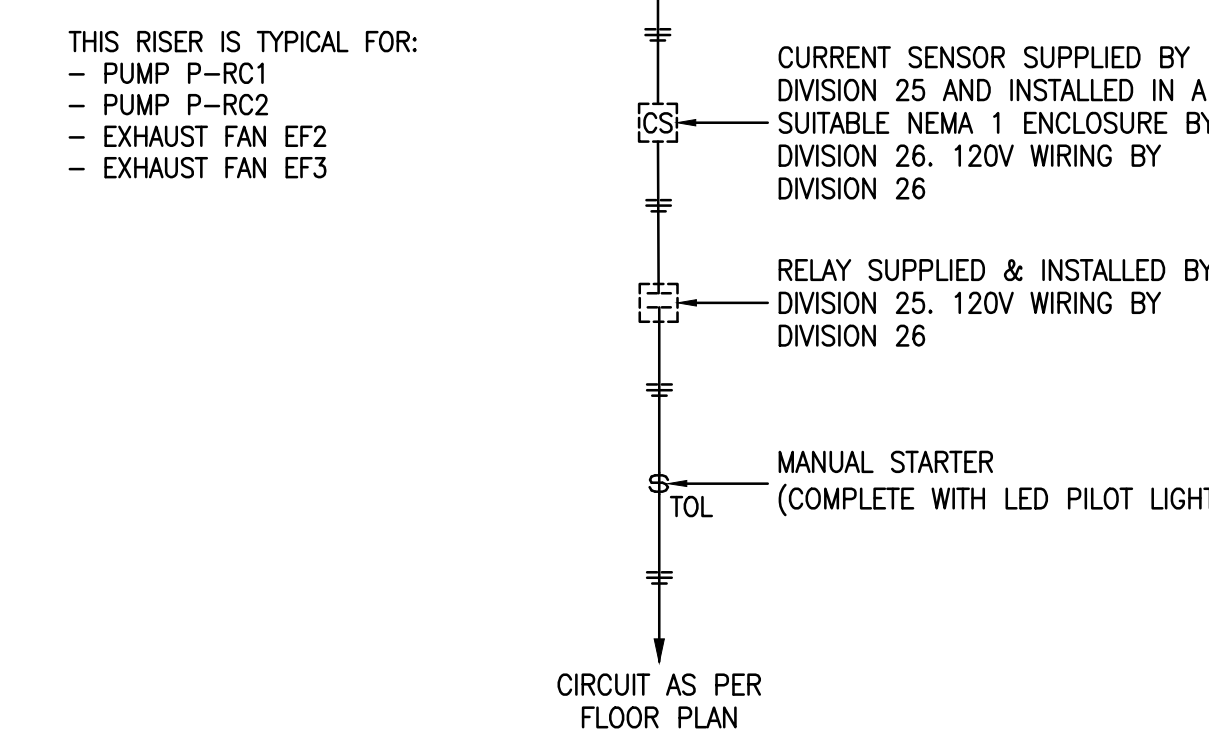 THIS RISER IS TYPICAL FOR:
– PUMP P–RC1
– PUMP P–RC2
– EXHAUST FAN EF2
– EXHAUST FAN EF3
CURRENT SENSOR SUPPLIED BY
DIVISION 25 AND INSTALLED IN A
SUITABLE NEMA 1 ENCLOSURE BY
DIVISION 26. 120V WIRING BY
DIVISION 26
CS
RELAY SUPPLIED & INSTALLED BY
DIVISION 25. 120V WIRING BY
DIVISION 26
MANUAL STARTER
(COMPLETE WITH LED PILOT LIGHT
S
TOL
CIRCUIT AS PER
FLOOR PLAN